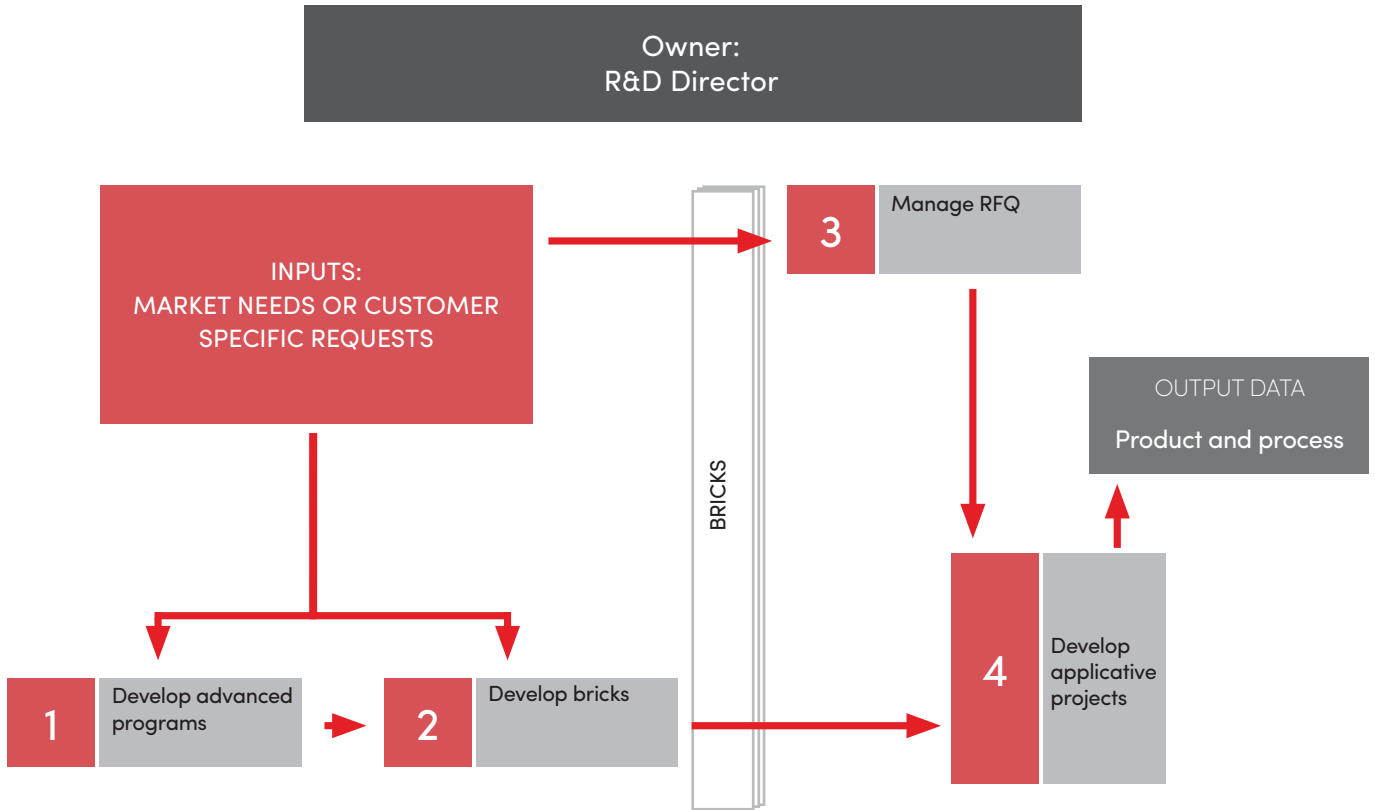 Owner:
R&D Director
INPUTS:
MARKET NEEDS OR CUSTOMER
SPECIFIC REQUESTS
BRICKS
3
Manage RFQ
OUTPUT DATA
Product and process
1
Develop advanced
programs
2
Develop bricks
4
Develop
applicative
projects